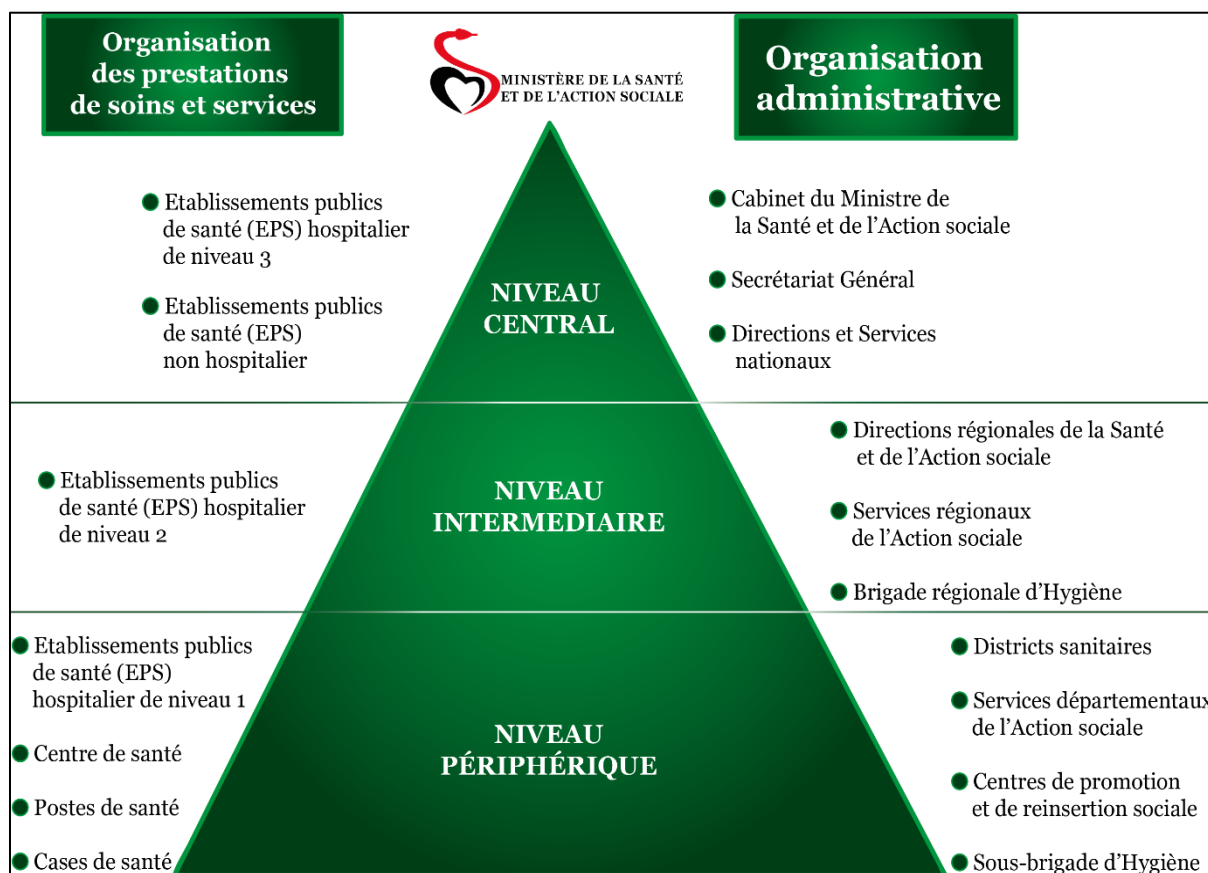 Organisation
des prestations
de soins et services
MINISTÈRE DE LA SANTÉ
ET DE L'ACTION SOCIALE
Organisation
administrative
Etablissements publics
de santé (EPS) hospitalier
de niveau 3
Etablissements publics
de santé (EPS)
non hospitalier
NIVEAU
CENTRAL
Cabinet du Ministre de
la Santé et de l'Action sociale
Secrétariat Général
Directions et Services
nationaux
Etablissements publics
de santé (EPS) hospitalier
de niveau 2
NIVEAU
INTERMEDIAIRE
Directions régionales de la Santé
et de l'Action sociale
Services régionaux
de l'Action sociale
Brigade régionale d'Hygiène
Etablissements publics
de santé (EPS)
hospitalier de niveau 1
Centre de santé
Postes de santé
Cases de santé
NIVEAU
PÉRIPHÉRIQUE
Districts sanitaires
Services départementaux
de l'Action sociale
Centres de promotion
et de reinsertion sociale
Sous-brigade d'Hygiène